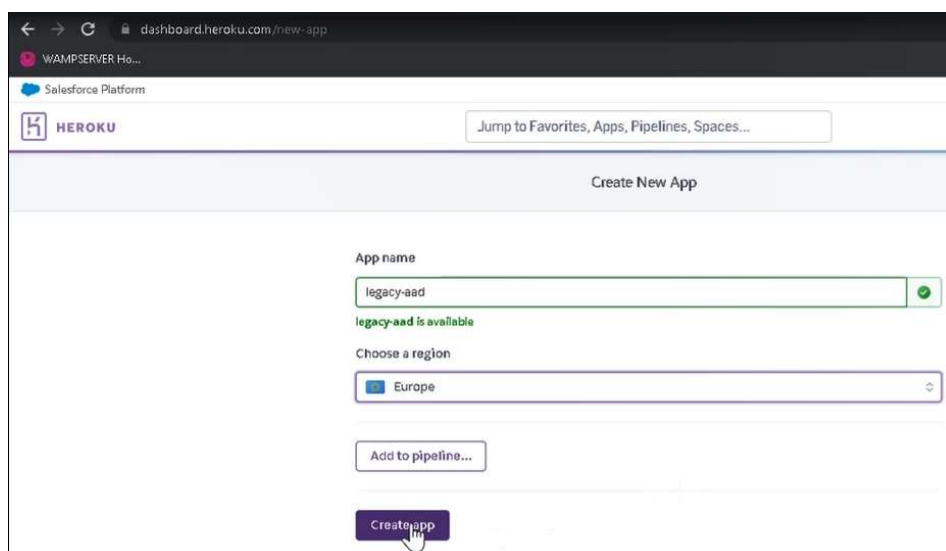 dashboard.heroku.com/new-app
WAMPSERVER Ho...
Salesforce Platform
HEROKU
Jump to Favorites, Apps, Pipelines, Spaces...
Create New App
App name
legacy-aad
legacy-aad is available
Choose a region
Europe
Add to pipeline...
Create app